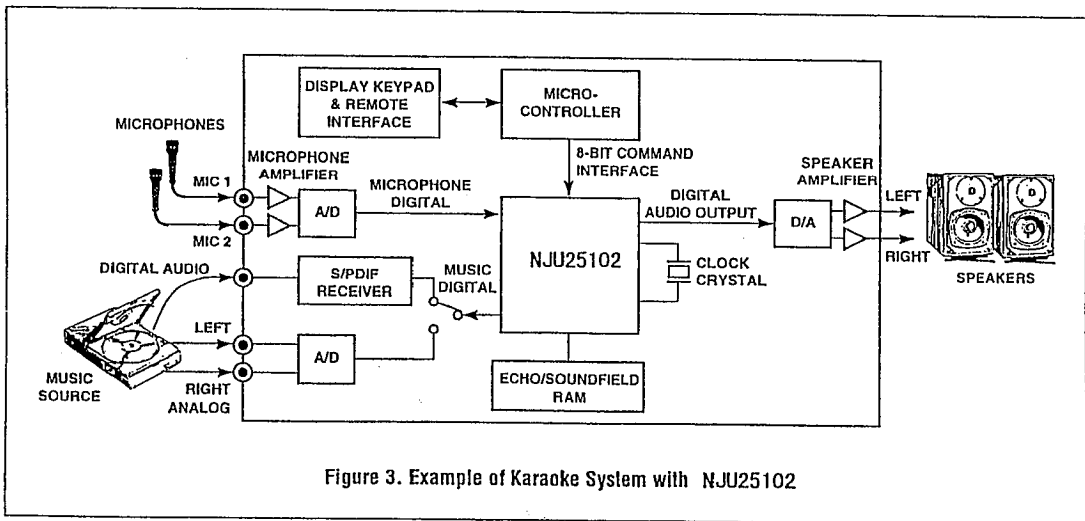 DISPLAY KEYPAD
& REMOTE
INTERFACE
MICRO-
CONTROLLER
MICROPHONES
8-BIT COMMAND
INTERFACE
MICROPHONE
AMPLIFIER
MIC 1
MIC 2
A/D
MICROPHONE
DIGITAL
NJU25102
DIGITAL
AUDIO OUTPUT
SPEAKER
AMPLIFIER
D/A
LEFT
RIGHT
SPEAKERS
CLOCK
CRYSTAL
DIGITAL AUDIO
S/PDIF
RECEIVER
MUSIC
DIGITAL
LEFT
A/D
MUSIC
SOURCE
RIGHT
ANALOG
ECHO/SOUNDFIELD
RAM
Figure 3. Example of Karaoke System with NJU25102